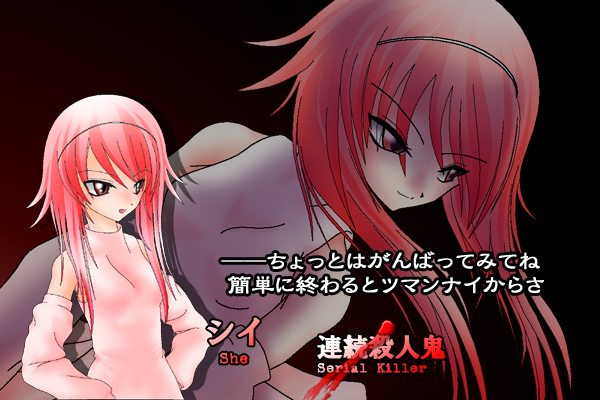 ──ちょっとはがんばってみてね
簡単に終わるとツマンナイからさ
シイ
She
連続殺人鬼
Serial Killer